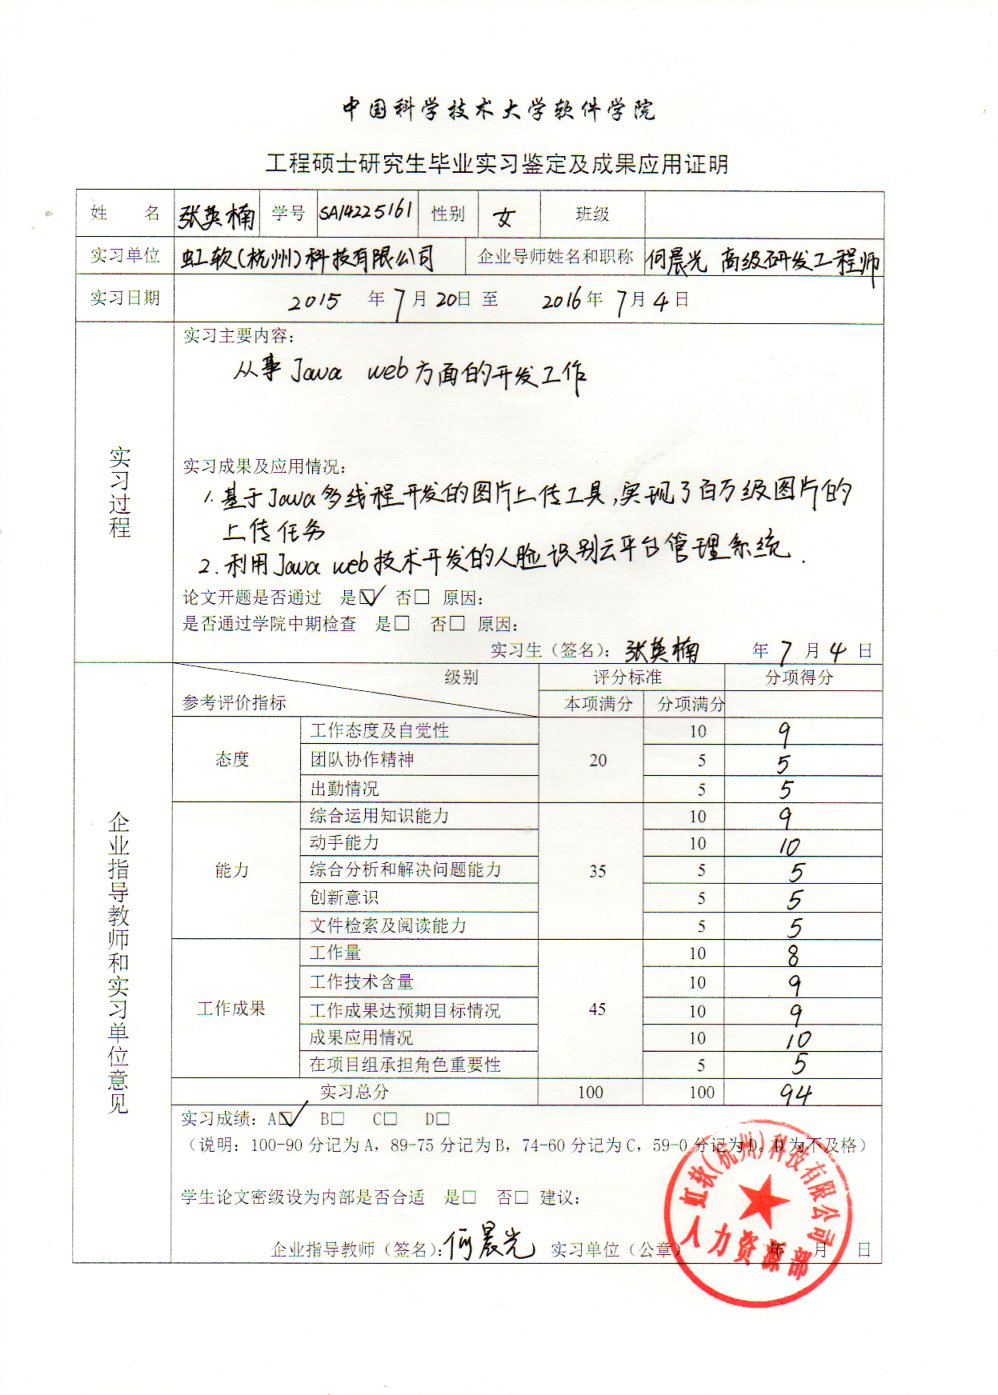 中国科学技术大学软件学院
工程硕士研究生毕业实习鉴定及成果应用证明
姓 名 张英楠 学号 SA14225161 性别 女 班级
实习单位 虹软(杭州)科技有限公司 企业导师姓名和职称 何晨光 高级研发工程师
实习日期 2015 年 7 月 20 日 至 2016 年 7 月 4 日
实习过程
实习主要内容:
从事Java web方面的开发工作
实习成果及应用情况:
1. 基于Java多线程开发的图片上传工具,实现了百万级图片的
上传任务
2. 利用Java web技术开发的人脸识别云平台管理系统.
论文开题是否通过 是☑ 否□ 原因:
是否通过学院中期检查 是□ 否□ 原因:
实习生(签名): 张英楠 年 7 月 4 日
企业指导教师和实习单位意见
级别 评分标准 分项得分
参考评价指标 本项满分 分项满分
态度 20
工作态度及自觉性 10 9
团队协作精神 5 5
出勤情况 5 5
能力 35
综合运用知识能力 10 9
动手能力 10 10
综合分析和解决问题能力 5 5
创新意识 5 5
文件检索及阅读能力 5 5
工作成果 45
工作量 10 8
工作技术含量 10 9
工作成果达预期目标情况 10 9
成果应用情况 10 10
在项目组承担角色重要性 5 5
实习总分 100 100 94
实习成绩: A☑ B□ C□ D□
(说明: 100-90 分记为 A, 89-75 分记为 B, 74-60 分记为 C, 59-0 分记为 D, D 为不及格)
学生论文密级设为内部是否合适 是□ 否□ 建议:
企业指导教师(签名): 何晨光 实习单位(公章) 年 月 日
虹软(杭州)科技有限公司
人力资源部